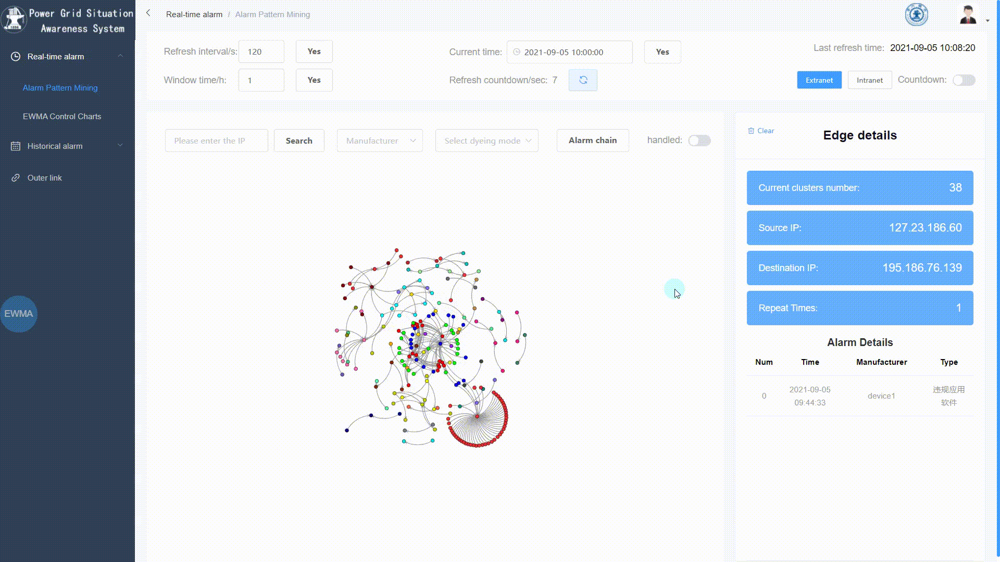 Power Grid Situation
Awareness System
1896
Real-time alarm
Alarm Pattern Mining
EWMA Control Charts
Historical alarm
Outer link
EWMA
Real-time alarm / Alarm Pattern Mining
Refresh interval/s: 120 Yes
Current time: 2021-09-05 10:00:00 Yes
Last refresh time: 2021-09-05 10:08:20
Window time/h: 1 Yes
Refresh countdown/sec: 7
Extranet Intranet Countdown:
Please enter the IP Search Manufacturer Select dyeing mode Alarm chain handled:
Clear
Edge details
Current clusters number: 38
Source IP: 127.23.186.60
Destination IP: 195.186.76.139
Repeat Times: 1
Alarm Details
Num Time Manufacturer Type
0 2021-09-05 09:44:33 device1 违规应用软件